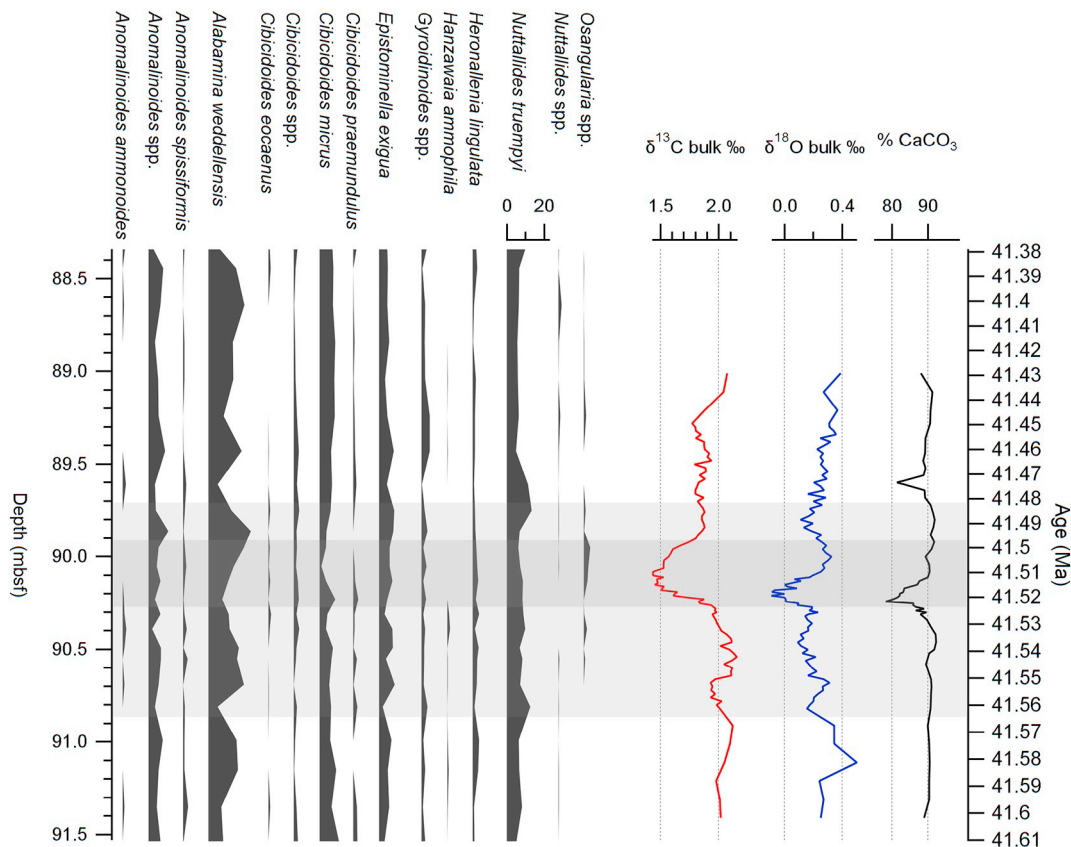 Anomalinoides ammonoides
Anomalinoides spp.
Anomalinoides spissiformis
Alabamina weddellensis
Cibicidoides eocaenus
Cibicidoides spp.
Cibicidoides micrus
Cibicidoides praemundulus
Epistominella exigua
Gyroidinoides spp.
Hanzawaia ammophila
Heronallenia lingulata
Nuttallides truempyi
Nuttallides spp.
Osangularia spp.
δ13C bulk ‰
δ18O bulk ‰
% CaCO3
0 20
1.5 2.0
0.0 0.4
80 90
Depth (mbsf)
88.5
89.0
89.5
90.0
90.5
91.0
91.5
Age (Ma)
41.38
41.39
41.4
41.41
41.42
41.43
41.44
41.45
41.46
41.47
41.48
41.49
41.5
41.51
41.52
41.53
41.54
41.55
41.56
41.57
41.58
41.59
41.6
41.61